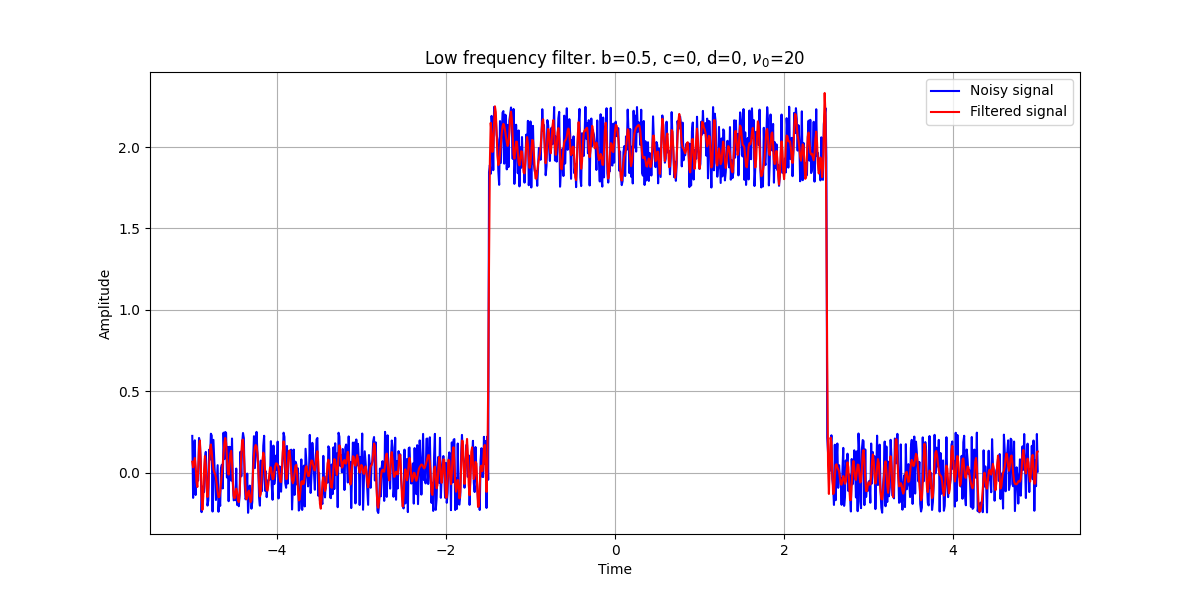 Low frequency filter. b=0.5, c=0, d=0, ν₀=20
Noisy signal
Filtered signal
Amplitude
2.0
1.5
1.0
0.5
0.0
−4
−2
0
2
4
Time